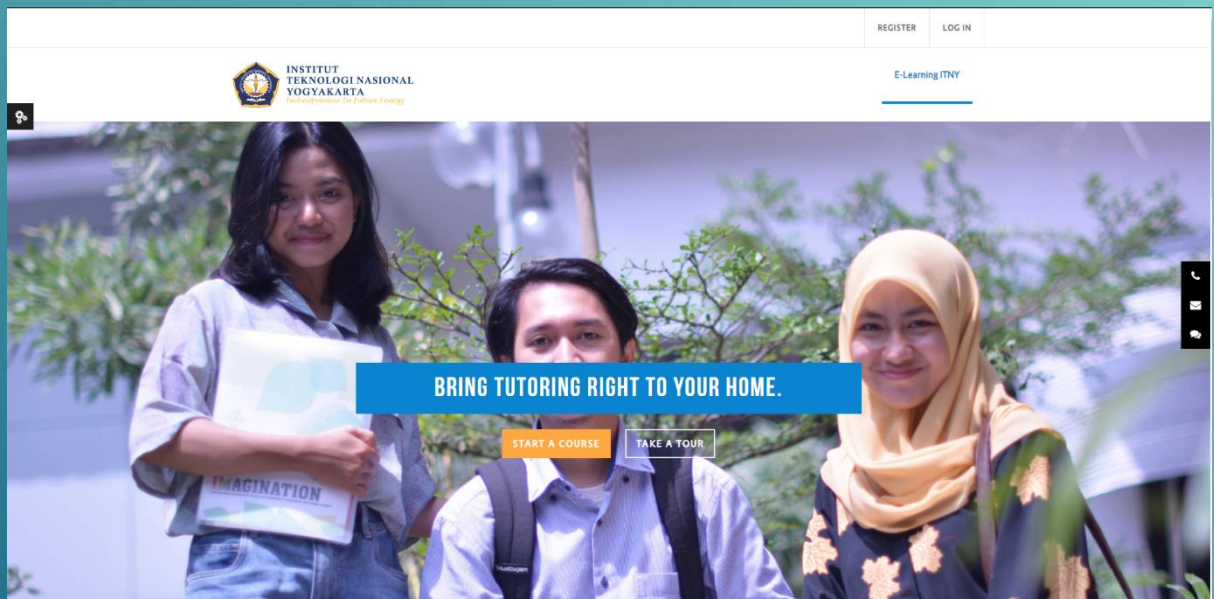 REGISTER LOG IN
INSTITUT
TEKNOLOGI NASIONAL
YOGYAKARTA
Technopreneur In Future Energy
E-Learning ITNY
BRING TUTORING RIGHT TO YOUR HOME.
START A COURSE TAKE A TOUR
IMAGINATION